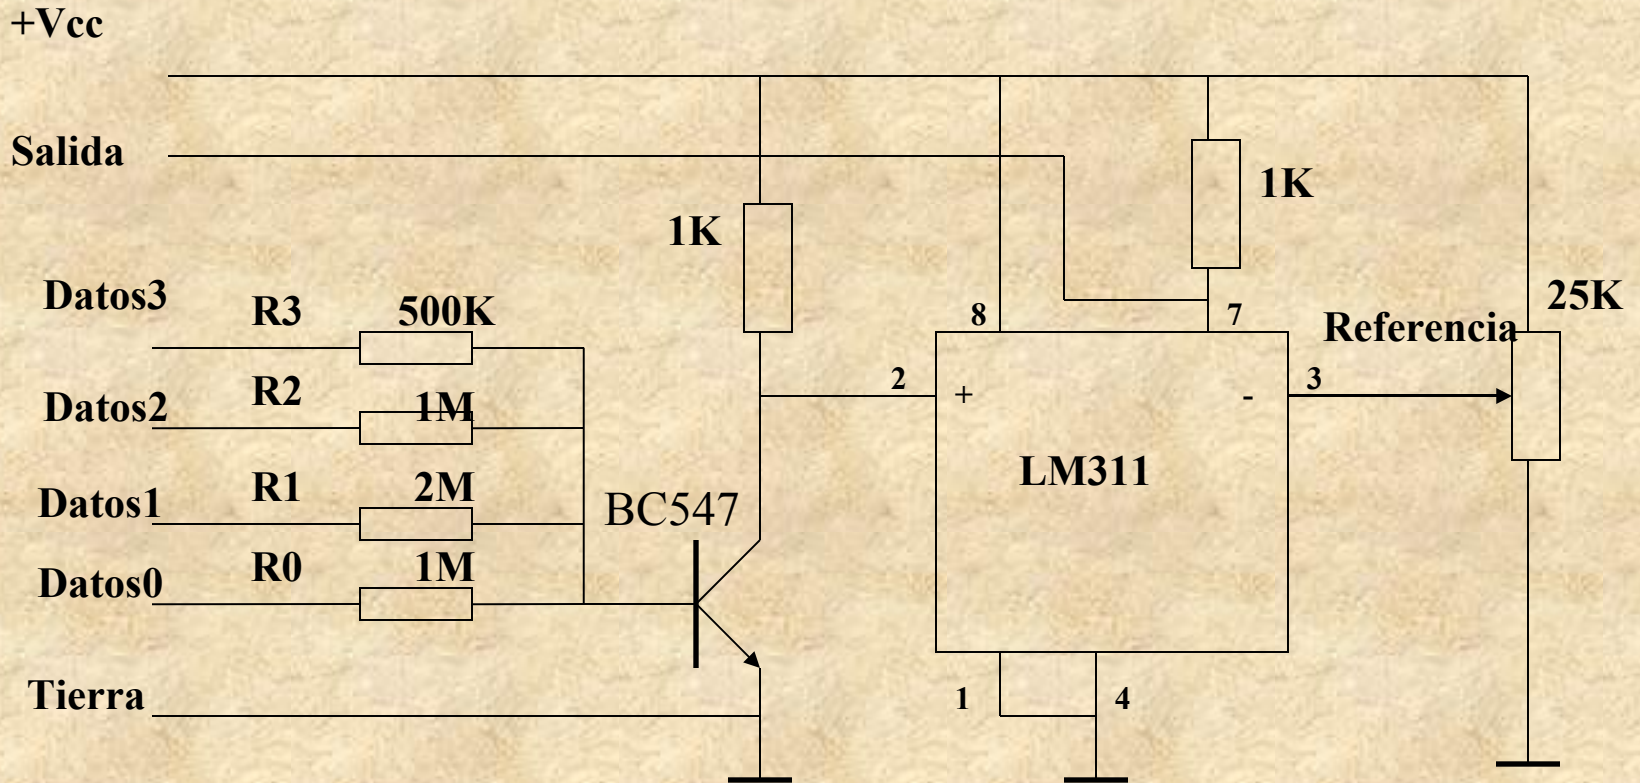 +Vcc
Salida
1K
1K
Datos3
R3
500K
8
7
25K
Referencia
R2
2
3
Datos2
1M
+
-
LM311
R1
2M
Datos1
BC547
R0
1M
Datos0
Tierra
1
4